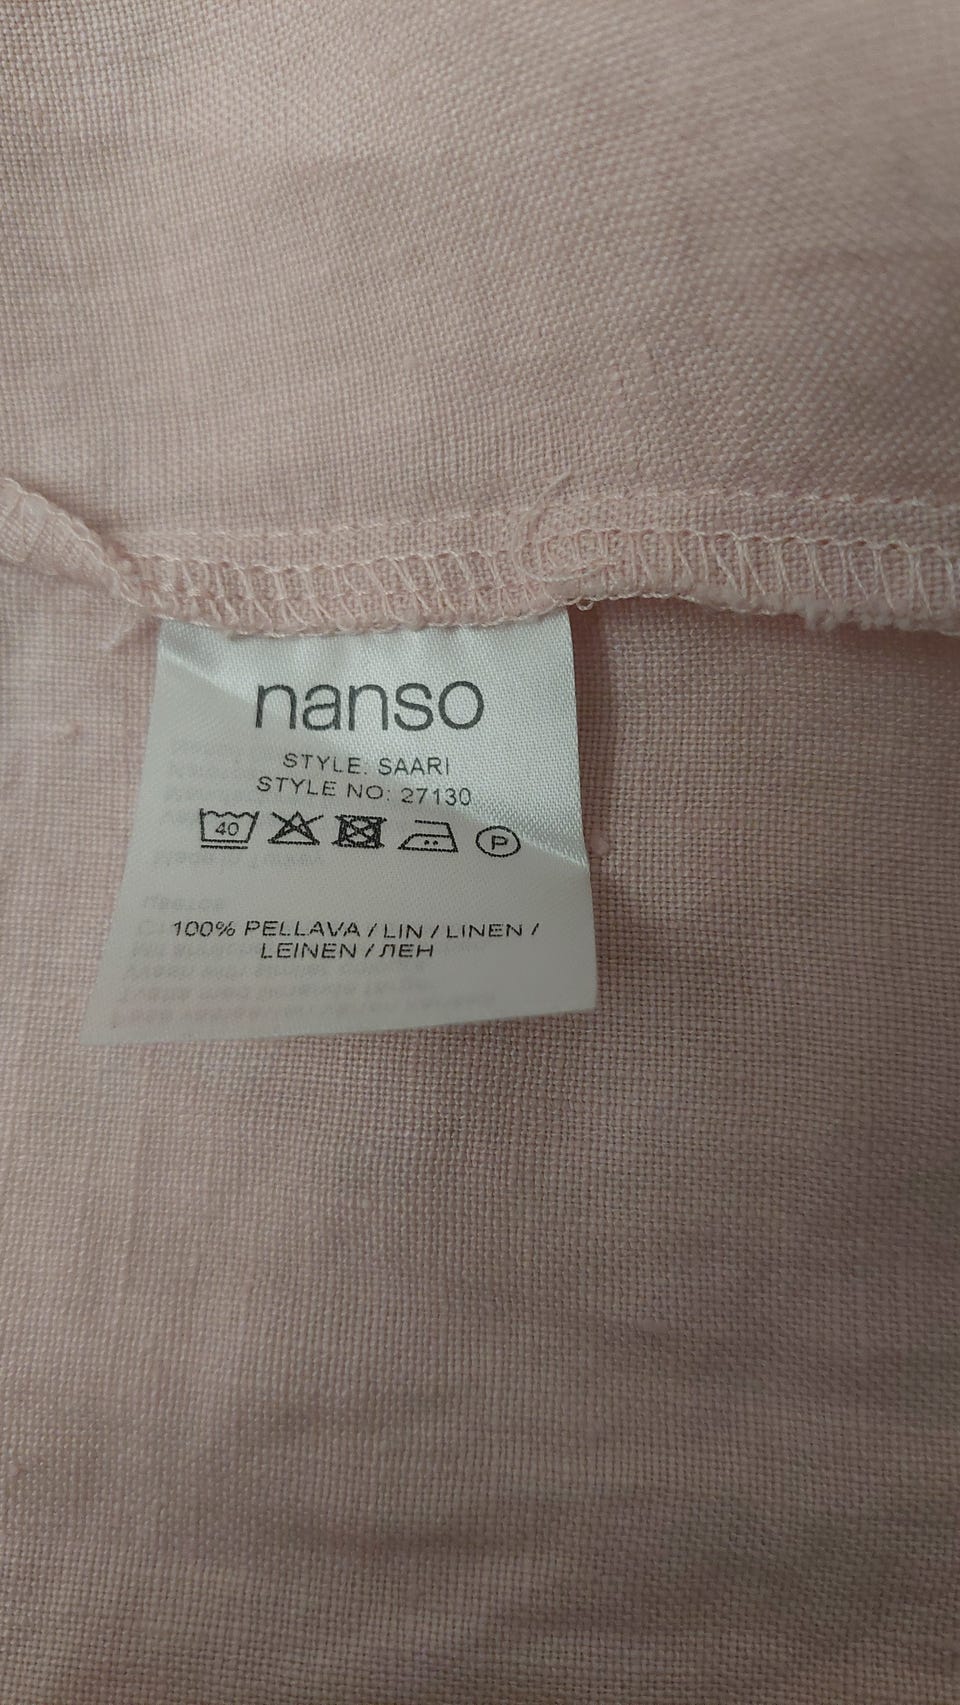 nanso
STYLE: SAARI
STYLE NO: 27130
40 P
100% PELLAVA / LIN / LINEN /
LEINEN / ЛЕН